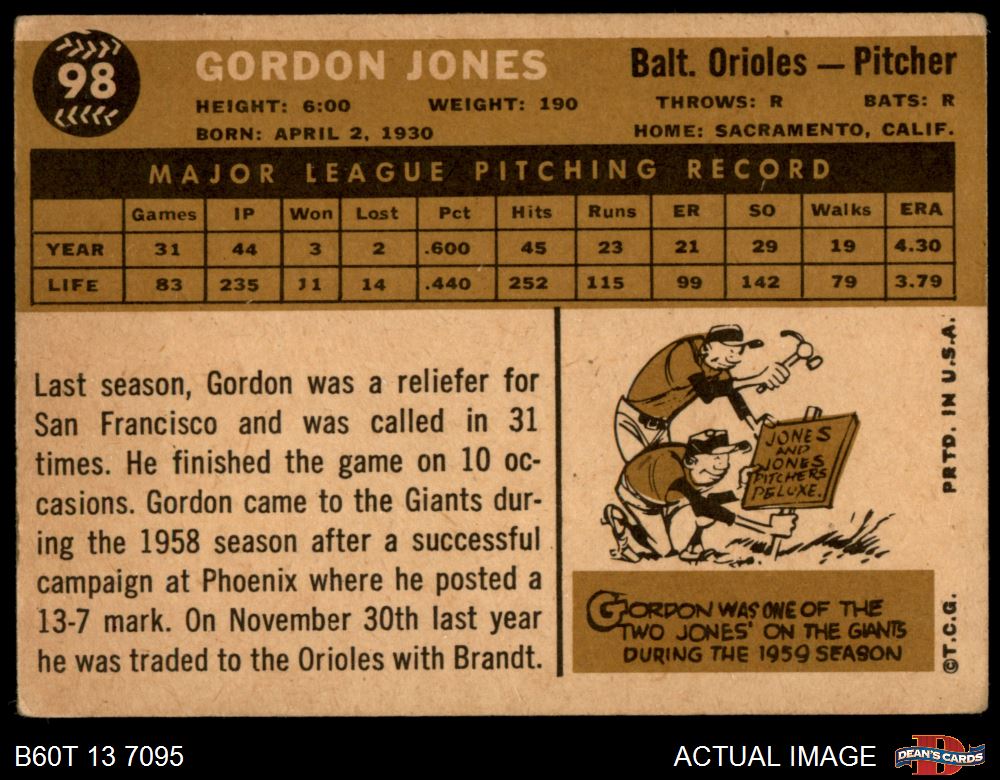 98
GORDON JONES
Balt. Orioles — Pitcher
HEIGHT: 6:00 WEIGHT: 190 THROWS: R BATS: R
BORN: APRIL 2, 1930 HOME: SACRAMENTO, CALIF.
MAJOR LEAGUE PITCHING RECORD
Games IP Won Lost Pct Hits Runs ER SO Walks ERA
YEAR 31 44 3 2 .600 45 23 21 29 19 4.30
LIFE 83 235 11 14 .440 252 115 99 142 79 3.79
Last season, Gordon was a reliefer for
San Francisco and was called in 31
times. He finished the game on 10 oc-
casions. Gordon came to the Giants dur-
ing the 1958 season after a successful
campaign at Phoenix where he posted a
13-7 mark. On November 30th last year
he was traded to the Orioles with Brandt.
JONES
AND
JONES
PITCHERS
DELUXE.
GORDON WAS ONE OF THE
TWO JONES' ON THE GIANTS
DURING THE 1959 SEASON
©T.C.G. PRTD. IN U.S.A.
B60T 13 7095
ACTUAL IMAGE
D
DEAN'S CARDS